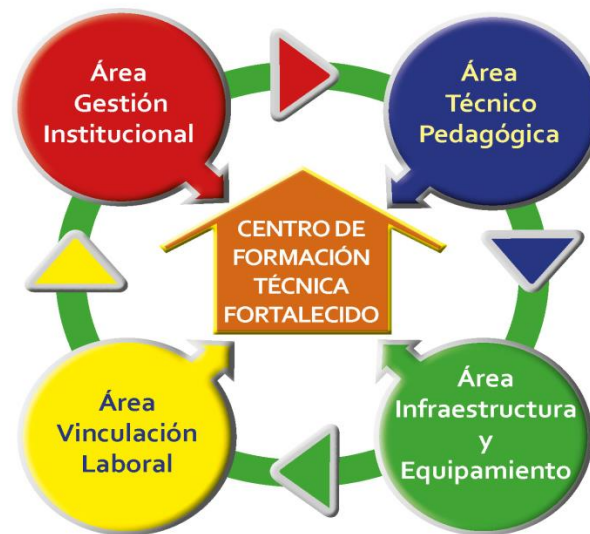 Área
Gestión
Institucional
Área
Técnico
Pedagógica
CENTRO DE
FORMACIÓN
TÉCNICA
FORTALECIDO
Área
Vinculación
Laboral
Área
Infraestructura
y
Equipamiento